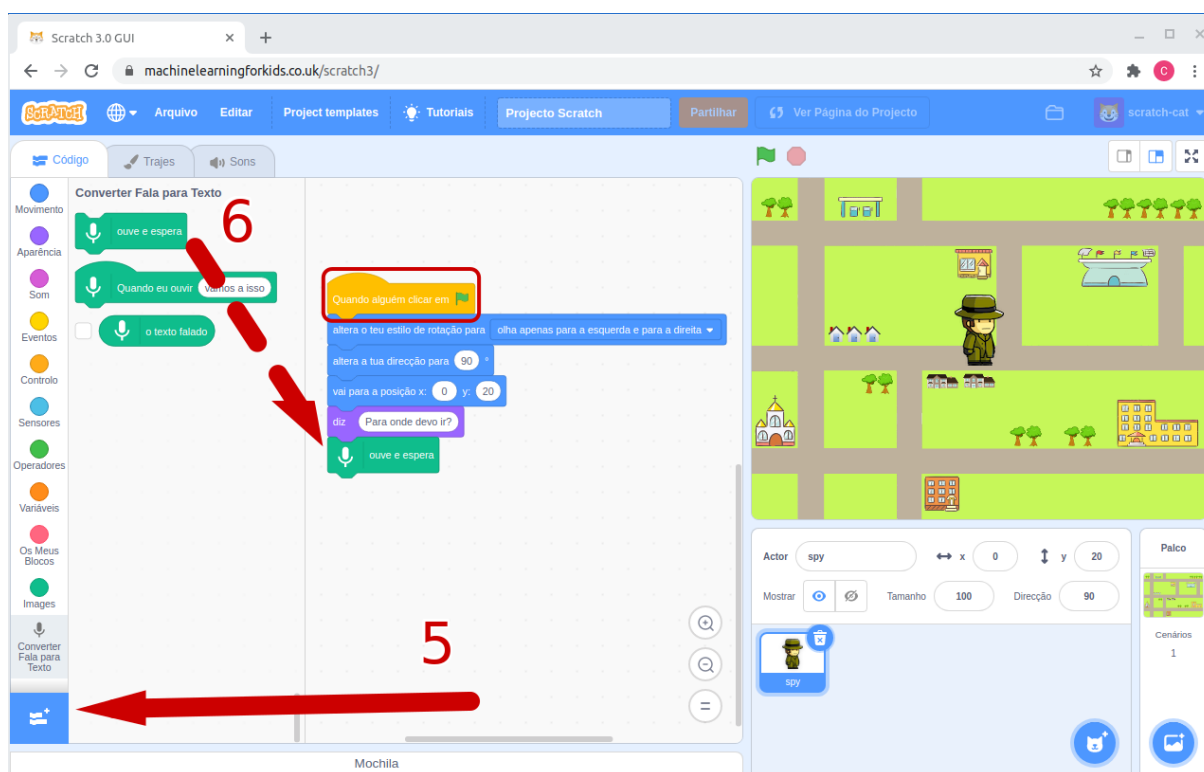 Scratch 3.0 GUI
machinelearningforkids.co.uk/scratch3/
C
SCRATCH
Arquivo
Editar
Project templates
Tutoriais
Projecto Scratch
Partilhar
Ver Página do Projecto
scratch-cat
Código
Trajes
Sons
Movimento
Aparência
Som
Eventos
Controlo
Sensores
Operadores
Variáveis
Os Meus
Blocos
Images
Converter
Fala para
Texto
Converter Fala para Texto
ouve e espera
Quando eu ouvir vamos a isso
o texto falado
6
Quando alguém clicar em
altera o teu estilo de rotação para olha apenas para a esquerda e para a direita
altera a tua direcção para 90 °
vai para a posição x: 0 y: 20
diz Para onde devo ir?
ouve e espera
5
Mochila
Actor spy x 0 y 20
Mostrar Tamanho 100 Direcção 90
spy
Palco
Cenários
1